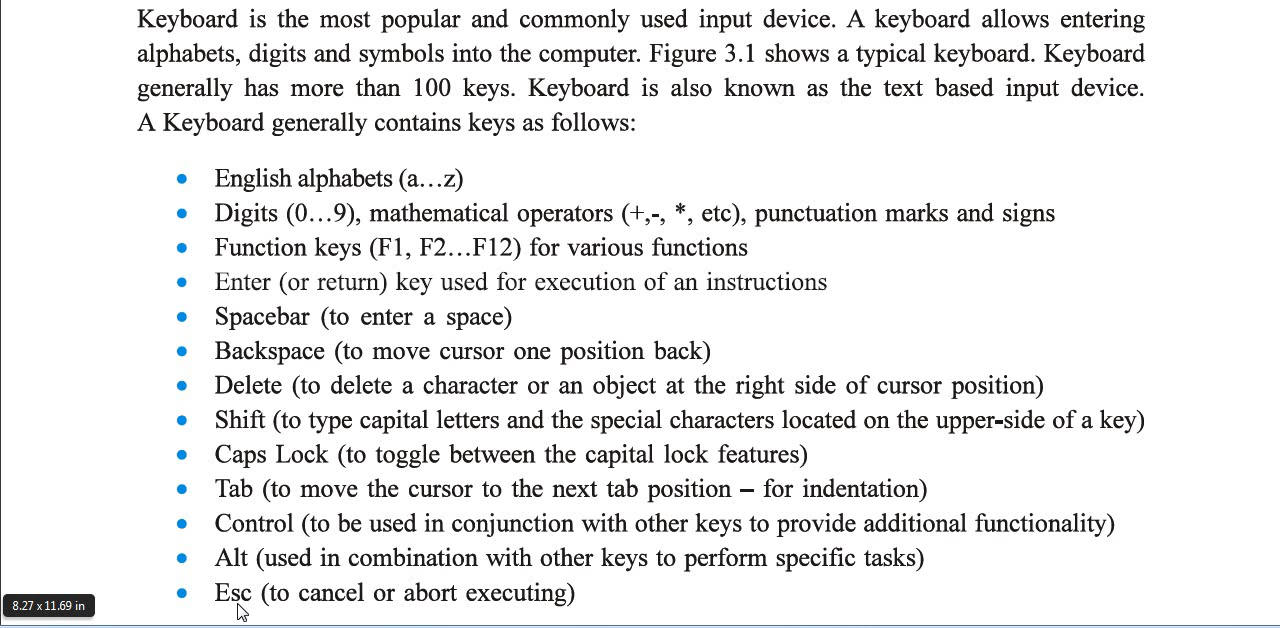 Keyboard is the most popular and commonly used input device. A keyboard allows entering
alphabets, digits and symbols into the computer. Figure 3.1 shows a typical keyboard. Keyboard
generally has more than 100 keys. Keyboard is also known as the text based input device.
A Keyboard generally contains keys as follows:
• English alphabets (a…z)
• Digits (0…9), mathematical operators (+,-, *, etc), punctuation marks and signs
• Function keys (F1, F2…F12) for various functions
• Enter (or return) key used for execution of an instructions
• Spacebar (to enter a space)
• Backspace (to move cursor one position back)
• Delete (to delete a character or an object at the right side of cursor position)
• Shift (to type capital letters and the special characters located on the upper-side of a key)
• Caps Lock (to toggle between the capital lock features)
• Tab (to move the cursor to the next tab position – for indentation)
• Control (to be used in conjunction with other keys to provide additional functionality)
• Alt (used in combination with other keys to perform specific tasks)
• Esc (to cancel or abort executing)
8.27 x 11.69 in